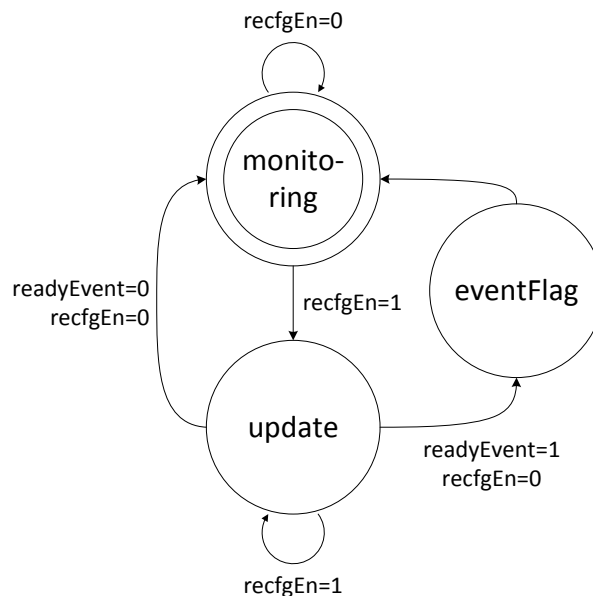 recfgEn=0
monito-
ring
readyEvent=0
recfgEn=0
recfgEn=1
eventFlag
update
readyEvent=1
recfgEn=0
recfgEn=1